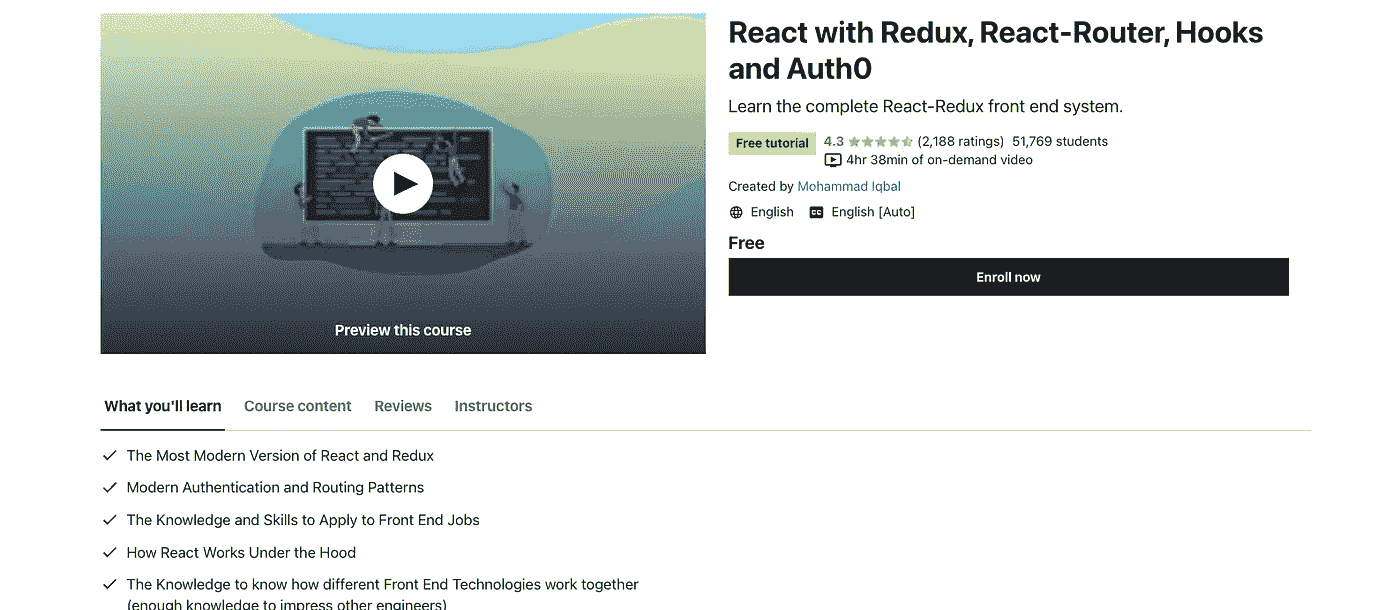 React with Redux, React-Router, Hooks
and Auth0
Learn the complete React-Redux front end system.
Free tutorial 4.3 (2,188 ratings) 51,769 students
4hr 38min of on-demand video
Created by Mohammad Iqbal
English CC English [Auto]
Free
Enroll now
Preview this course
What you'll learn Course content Reviews Instructors
The Most Modern Version of React and Redux
Modern Authentication and Routing Patterns
The Knowledge and Skills to Apply to Front End Jobs
How React Works Under the Hood
The Knowledge to know how different Front End Technologies work together
(enough knowledge to impress other engineers)